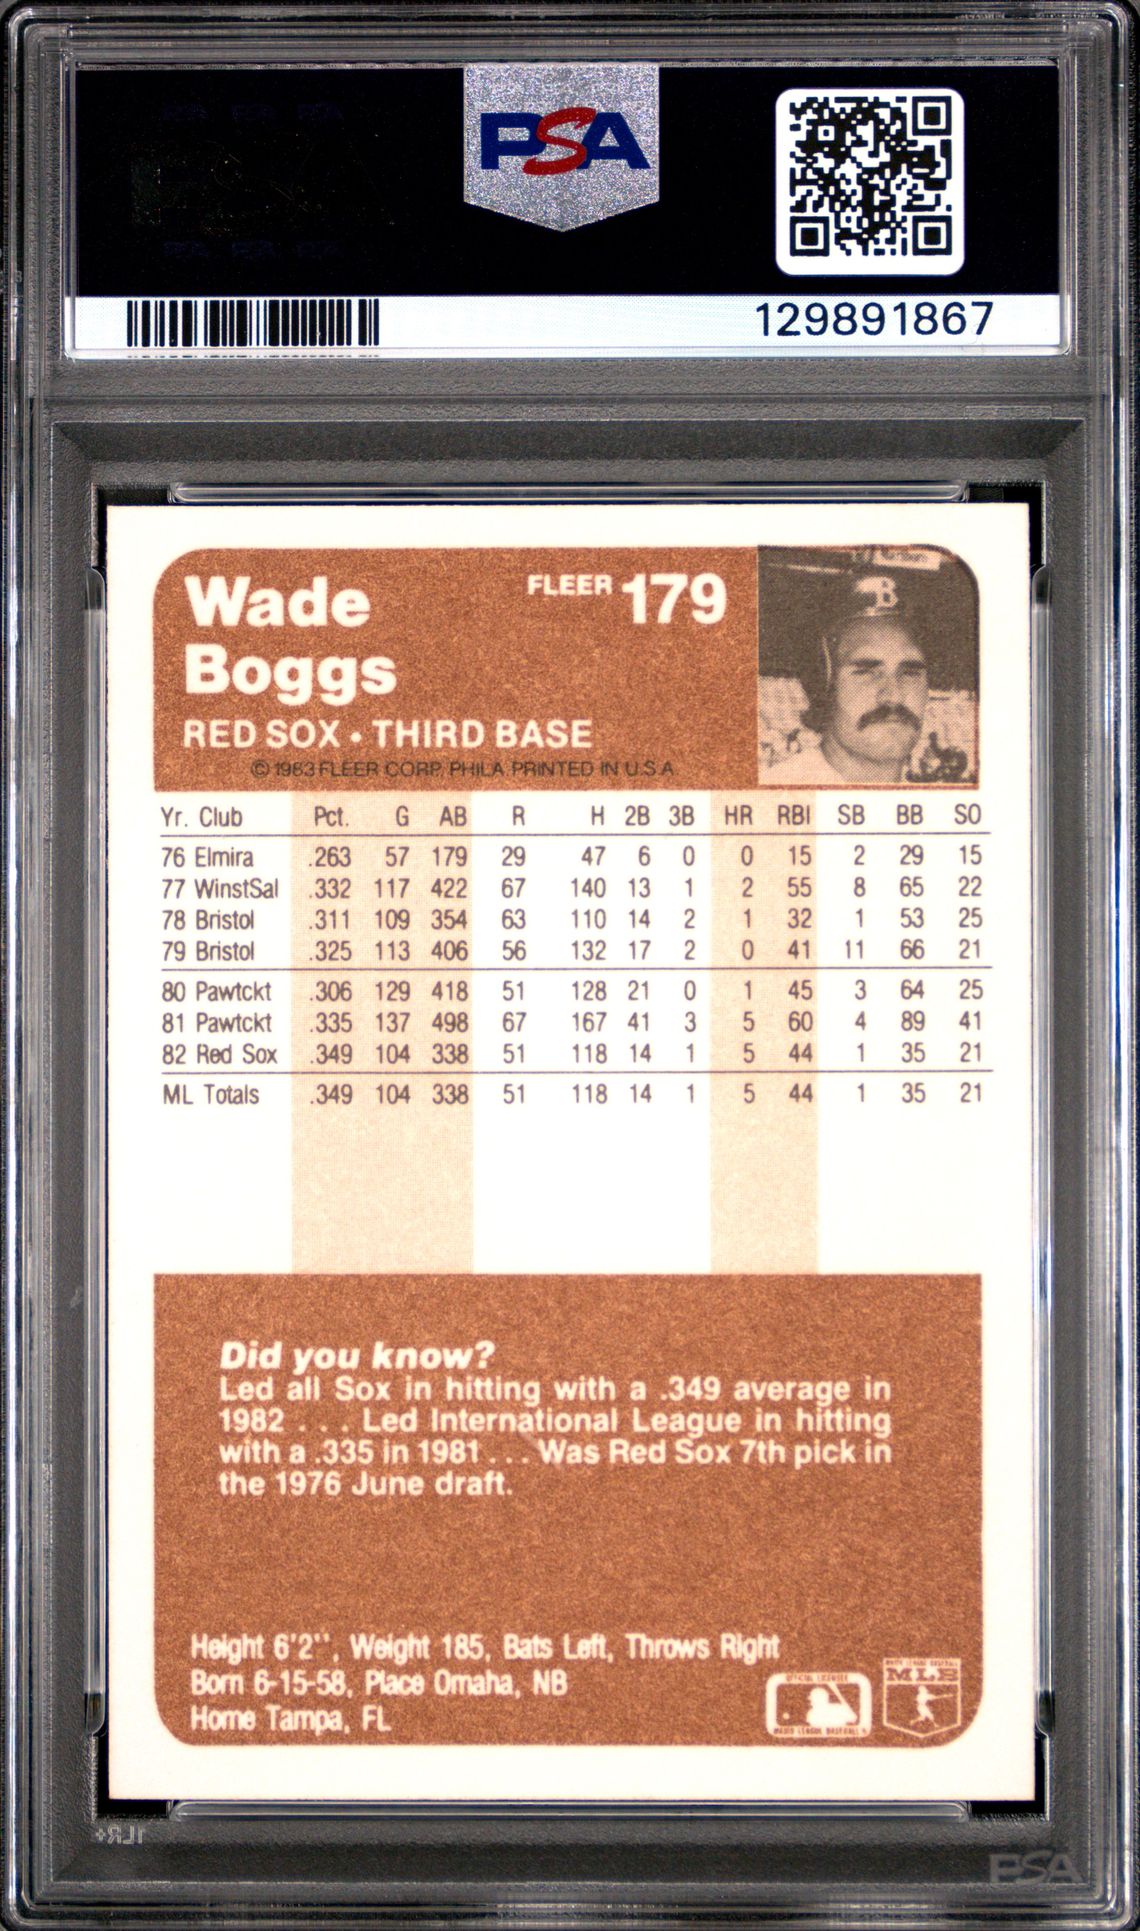 PSA
129891867
Wade
Boggs
FLEER 179
RED SOX • THIRD BASE
© 1983 FLEER CORP. PHILA. PRINTED IN U.S.A.
B
Yr. Club Pct. G AB R H 2B 3B HR RBI SB BB SO
76 Elmira .263 57 179 29 47 6 0 0 15 2 29 15
77 WinstSal .332 117 422 67 140 13 1 2 55 8 65 22
78 Bristol .311 109 354 63 110 14 2 1 32 1 53 25
79 Bristol .325 113 406 56 132 17 2 0 41 11 66 21
80 Pawtckt .306 129 418 51 128 21 0 1 45 3 64 25
81 Pawtckt .335 137 498 67 167 41 3 5 60 4 89 41
82 Red Sox .349 104 338 51 118 14 1 5 44 1 35 21
ML Totals .349 104 338 51 118 14 1 5 44 1 35 21
Did you know?
Led all Sox in hitting with a .349 average in
1982 . . . Led International League in hitting
with a .335 in 1981 . . . Was Red Sox 7th pick in
the 1976 June draft.
Height 6'2'', Weight 185, Bats Left, Throws Right
Born 6-15-58, Place Omaha, NB
Home Tampa, FL
OFFICIAL LICENSEE
MAJOR LEAGUE BASEBALL
MLB
1LR+
PSA